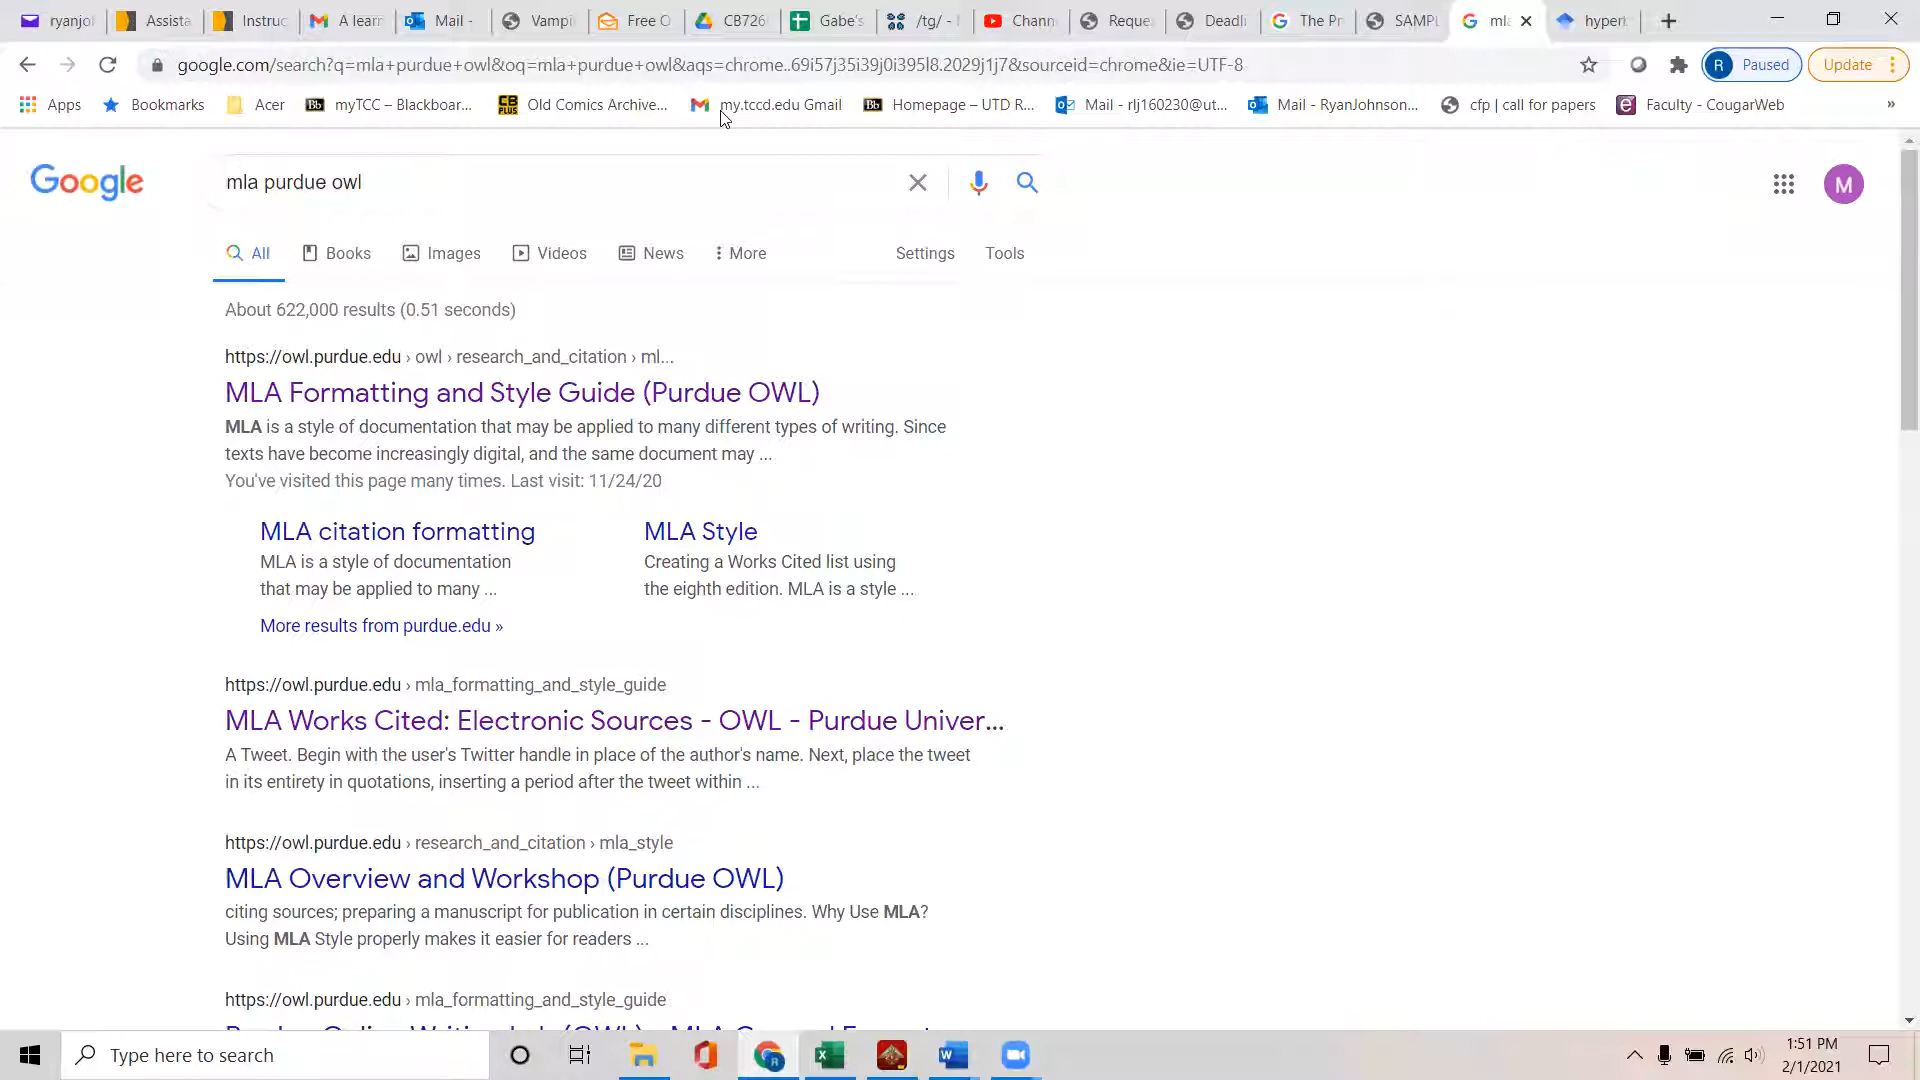 ryanjol
Assista
Instruc
A learn
Mail -
Vampi
Free O
CB726
Gabe's
/tg/ -
Chann
Reque
Deadli
The Pr
SAMPL
mla
hyperl
google.com/search?q=mla+purdue+owl&oq=mla+purdue+owl&aqs=chrome..69i57j35i39j0i395l8.2029j1j7&sourceid=chrome&ie=UTF-8
R Paused
Update
Apps
Bookmarks
Acer
Bb myTCC – Blackboar...
CB PLUS Old Comics Archive...
my.tccd.edu Gmail
Bb Homepage – UTD R...
Mail - rlj160230@ut...
Mail - RyanJohnson...
cfp | call for papers
Faculty - CougarWeb
»
Google
mla purdue owl
M
All
Books
Images
Videos
News
More
Settings
Tools
About 622,000 results (0.51 seconds)
https://owl.purdue.edu › owl › research_and_citation › ml...
MLA Formatting and Style Guide (Purdue OWL)
MLA is a style of documentation that may be applied to many different types of writing. Since
texts have become increasingly digital, and the same document may ...
You've visited this page many times. Last visit: 11/24/20
MLA citation formatting
MLA is a style of documentation
that may be applied to many ...
MLA Style
Creating a Works Cited list using
the eighth edition. MLA is a style ...
More results from purdue.edu »
https://owl.purdue.edu › mla_formatting_and_style_guide
MLA Works Cited: Electronic Sources - OWL - Purdue Univer...
A Tweet. Begin with the user's Twitter handle in place of the author's name. Next, place the tweet
in its entirety in quotations, inserting a period after the tweet within ...
https://owl.purdue.edu › research_and_citation › mla_style
MLA Overview and Workshop (Purdue OWL)
citing sources; preparing a manuscript for publication in certain disciplines. Why Use MLA?
Using MLA Style properly makes it easier for readers ...
https://owl.purdue.edu › mla_formatting_and_style_guide
Type here to search
1:51 PM
2/1/2021